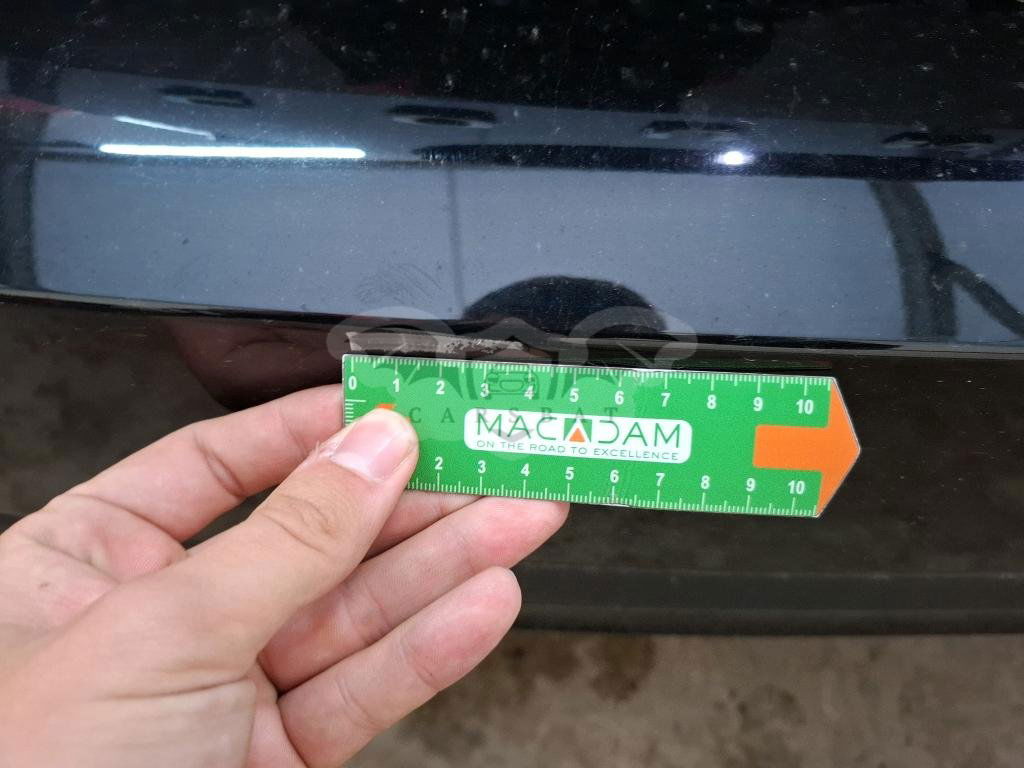 0 1 2 3 4 5 6 7 8 9 10
CARSBAT
MACADAM
ON THE ROAD TO EXCELLENCE
2 3 4 5 6 7 8 9 10